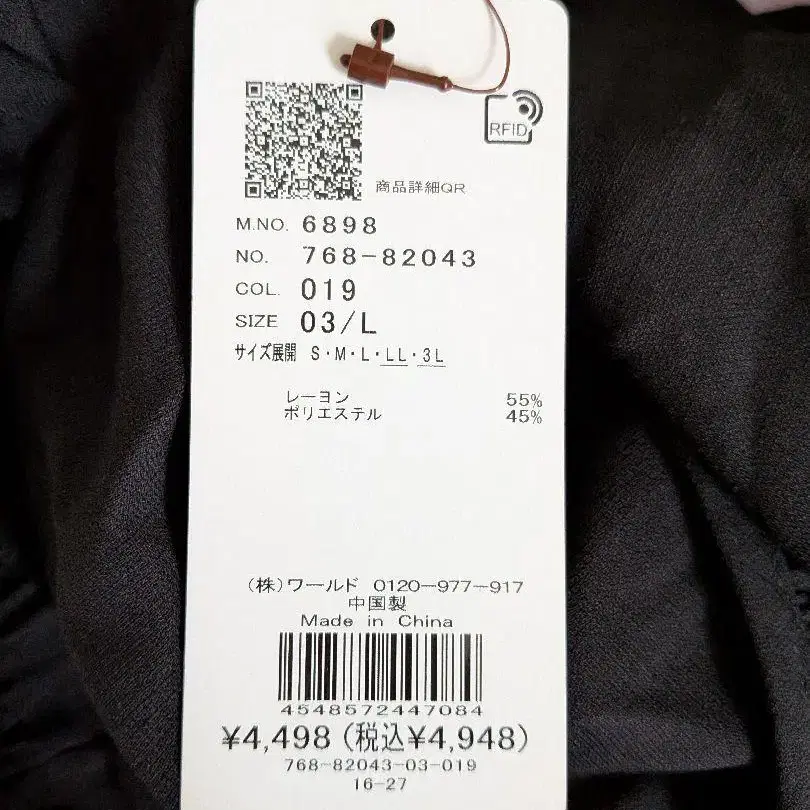 RFID
商品詳細QR
M.NO. 6898
NO. 768-82043
COL. 019
SIZE 03/L
サイズ展開 S・M・L・LL・3L
レーヨン 55%
ポリエステル 45%
(株)ワールド 0120-977-917
中国製
Made in China
4548572447084
¥4,498(税込¥4,948)
768-82043-03-019
16-27